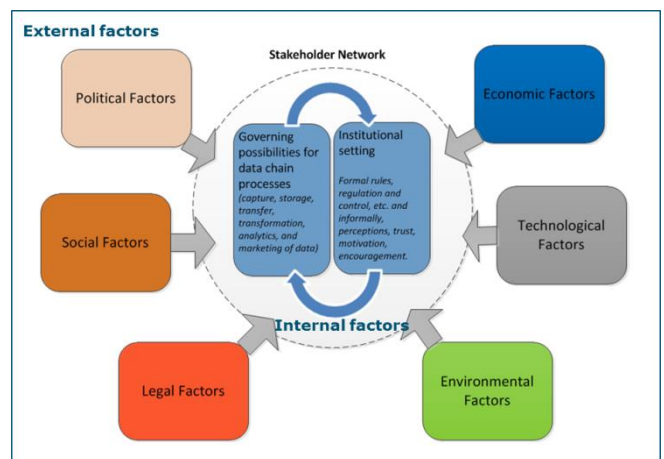 External factors
Stakeholder Network
Political Factors
Economic Factors
Governing
possibilities for
data chain
processes
(capture, storage,
transfer,
transformation,
analytics, and
marketing of data)
Institutional
setting
Formal rules,
regulation and
control, etc. and
informally,
perceptions, trust,
motivation,
encouragement.
Social Factors
Technological
Factors
Internal factors
Legal Factors
Environmental
Factors